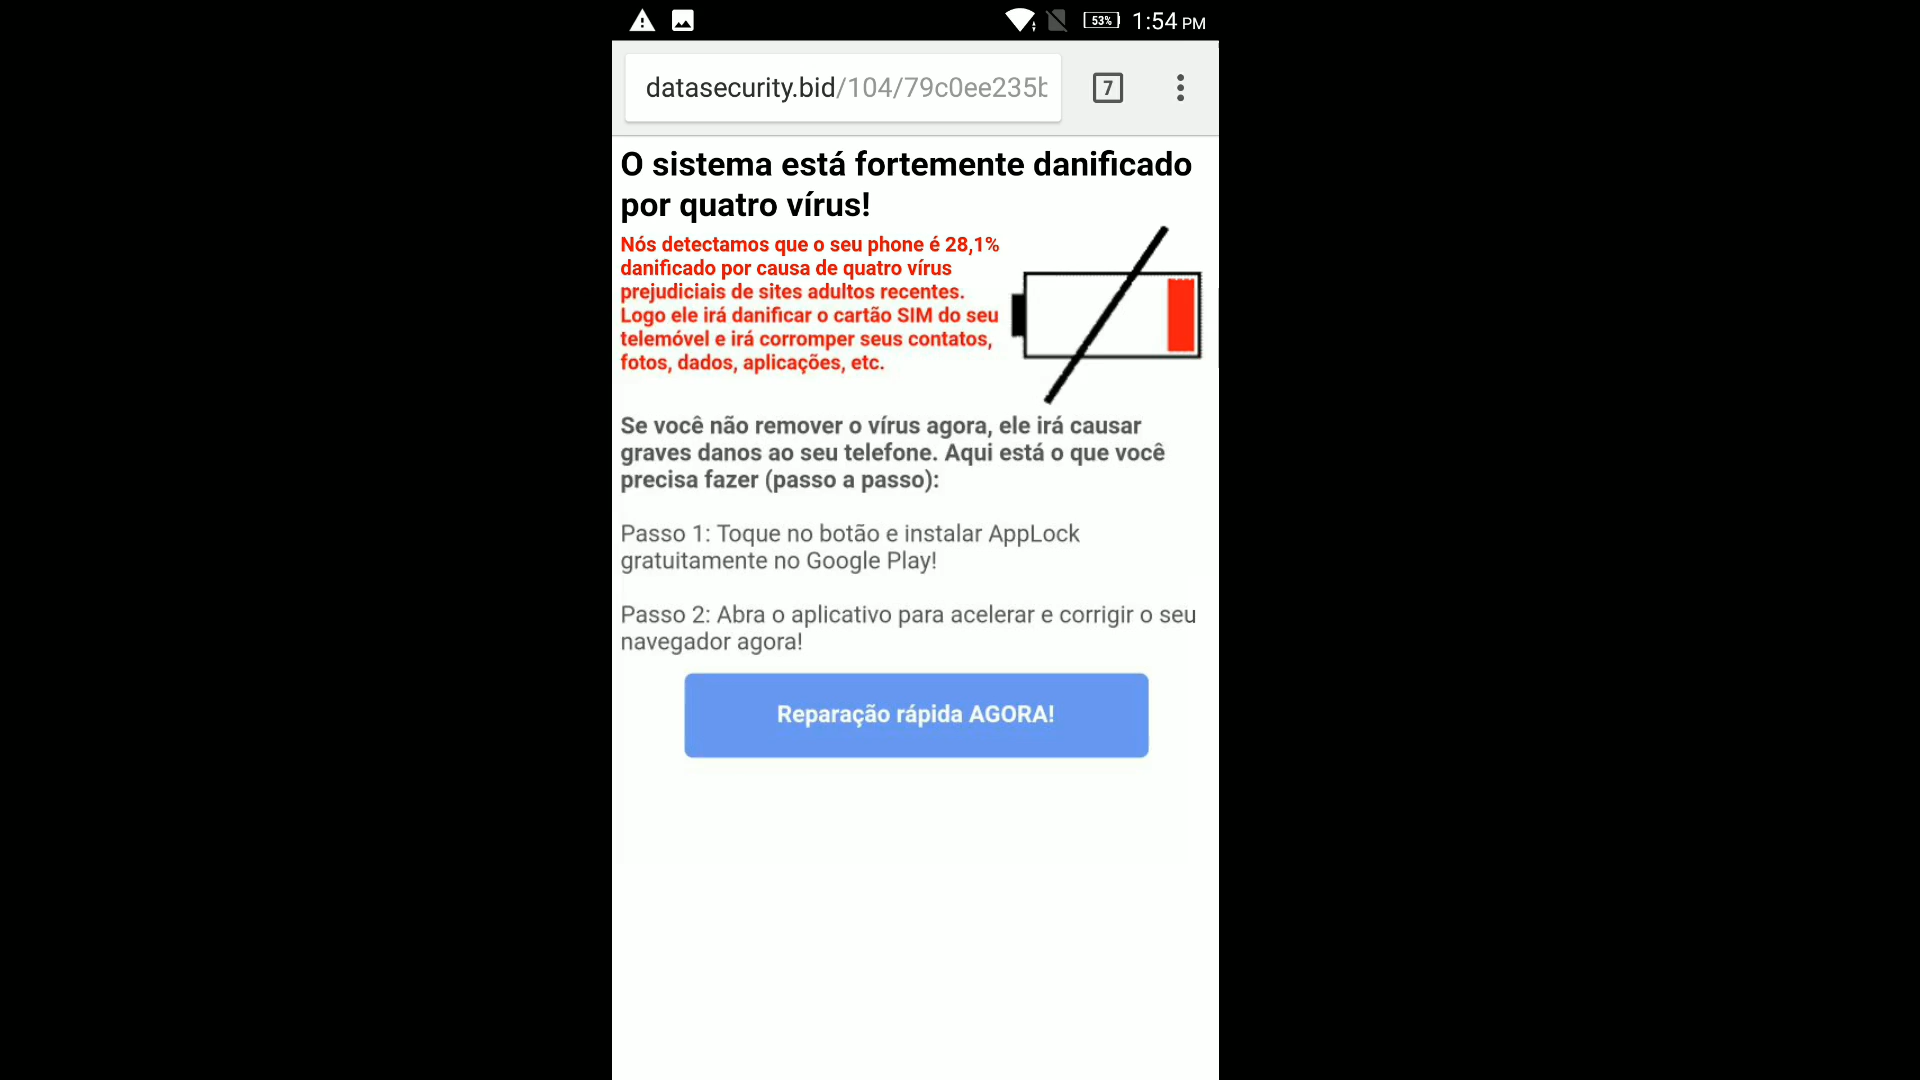 53%
1:54 PM
datasecurity.bid/104/79c0ee235b
7
O sistema está fortemente danificado
por quatro vírus!
Nós detectamos que o seu phone é 28,1%
danificado por causa de quatro vírus
prejudiciais de sites adultos recentes.
Logo ele irá danificar o cartão SIM do seu
telemóvel e irá corromper seus contatos,
fotos, dados, aplicações, etc.
Se você não remover o vírus agora, ele irá causar
graves danos ao seu telefone. Aqui está o que você
precisa fazer (passo a passo):
Passo 1: Toque no botão e instalar AppLock
gratuitamente no Google Play!
Passo 2: Abra o aplicativo para acelerar e corrigir o seu
navegador agora!
Reparação rápida AGORA!